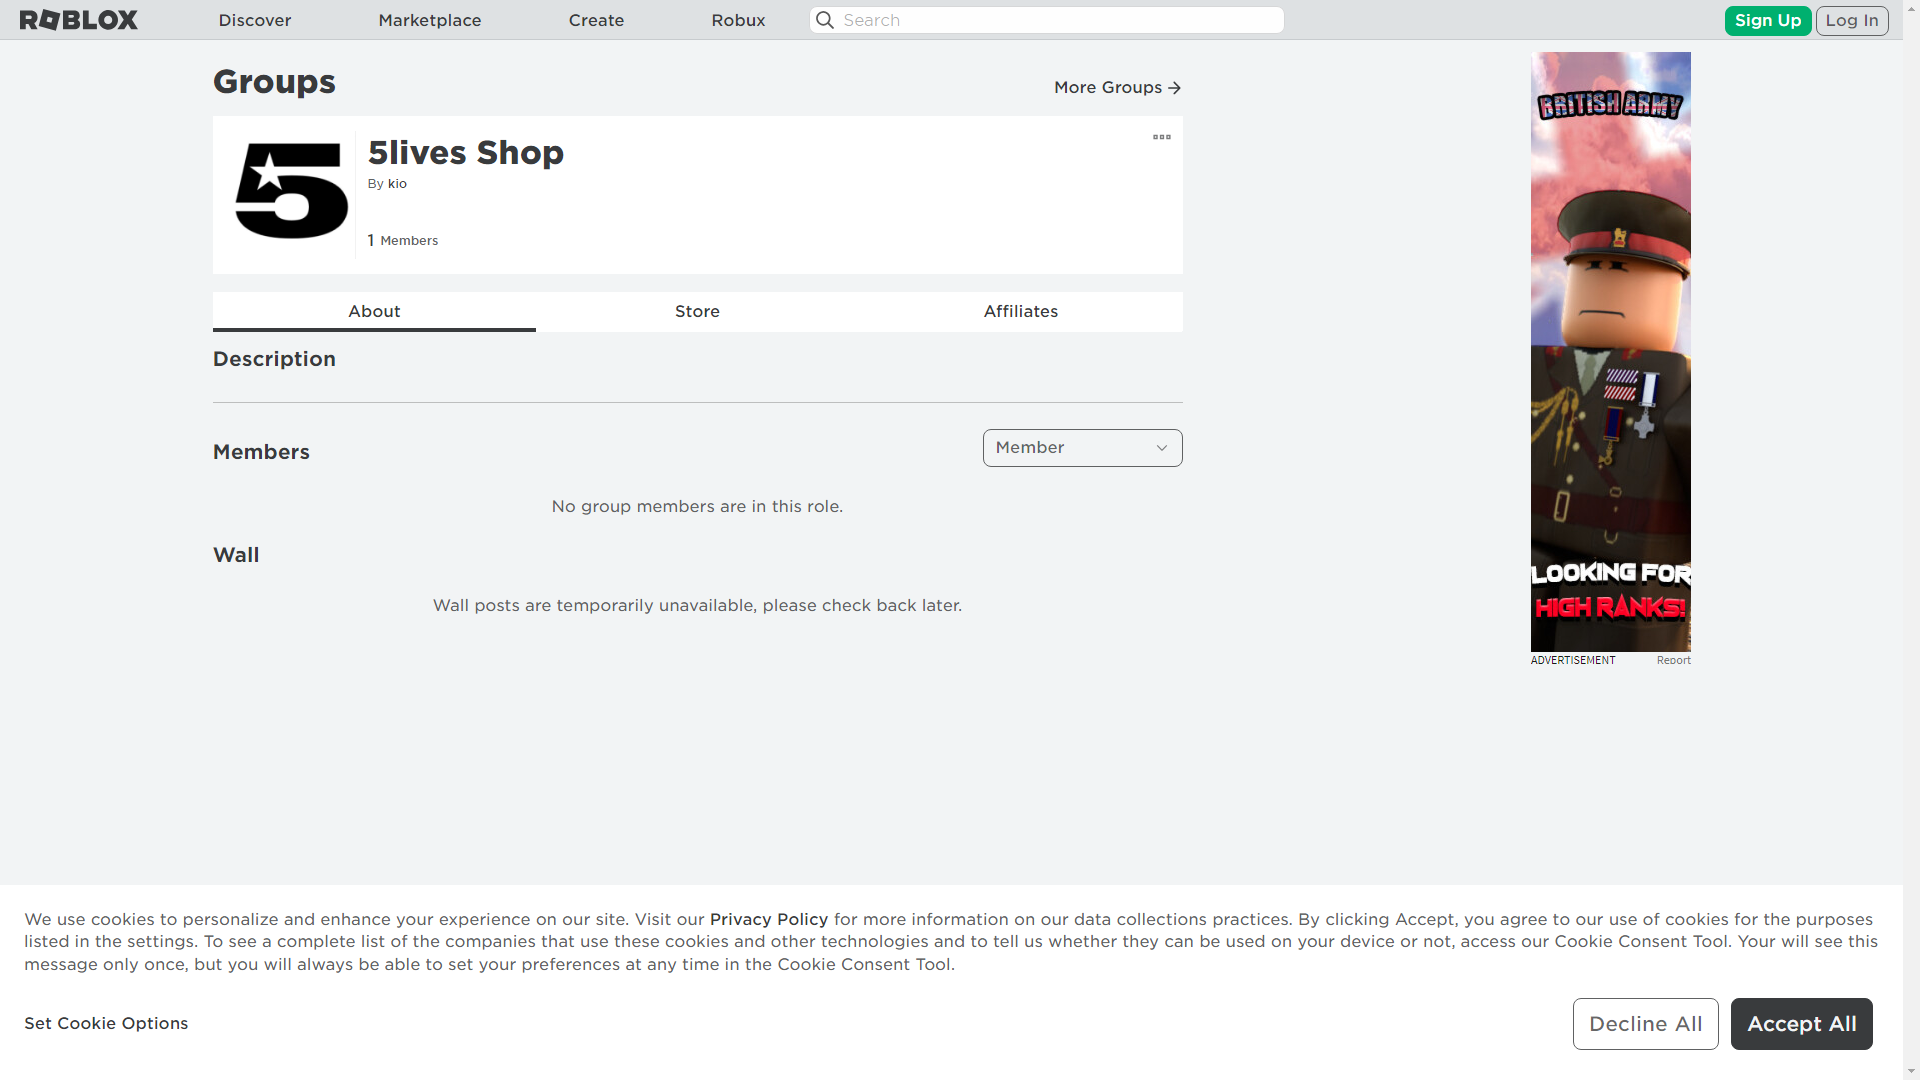 ROBLOX
Discover
Marketplace
Create
Robux
Search
Sign Up
Log In
Groups
More Groups
5
5lives Shop
By kio
1 Members
About
Store
Affiliates
Description
Members
Member
No group members are in this role.
Wall
Wall posts are temporarily unavailable, please check back later.
BRITISH ARMY
LOOKING FOR
HIGH RANKS!
ADVERTISEMENT
Report
We use cookies to personalize and enhance your experience on our site. Visit our Privacy Policy for more information on our data collections practices. By clicking Accept, you agree to our use of cookies for the purposes
listed in the settings. To see a complete list of the companies that use these cookies and other technologies and to tell us whether they can be used on your device or not, access our Cookie Consent Tool. Your will see this
message only once, but you will always be able to set your preferences at any time in the Cookie Consent Tool.
Set Cookie Options
Decline All
Accept All